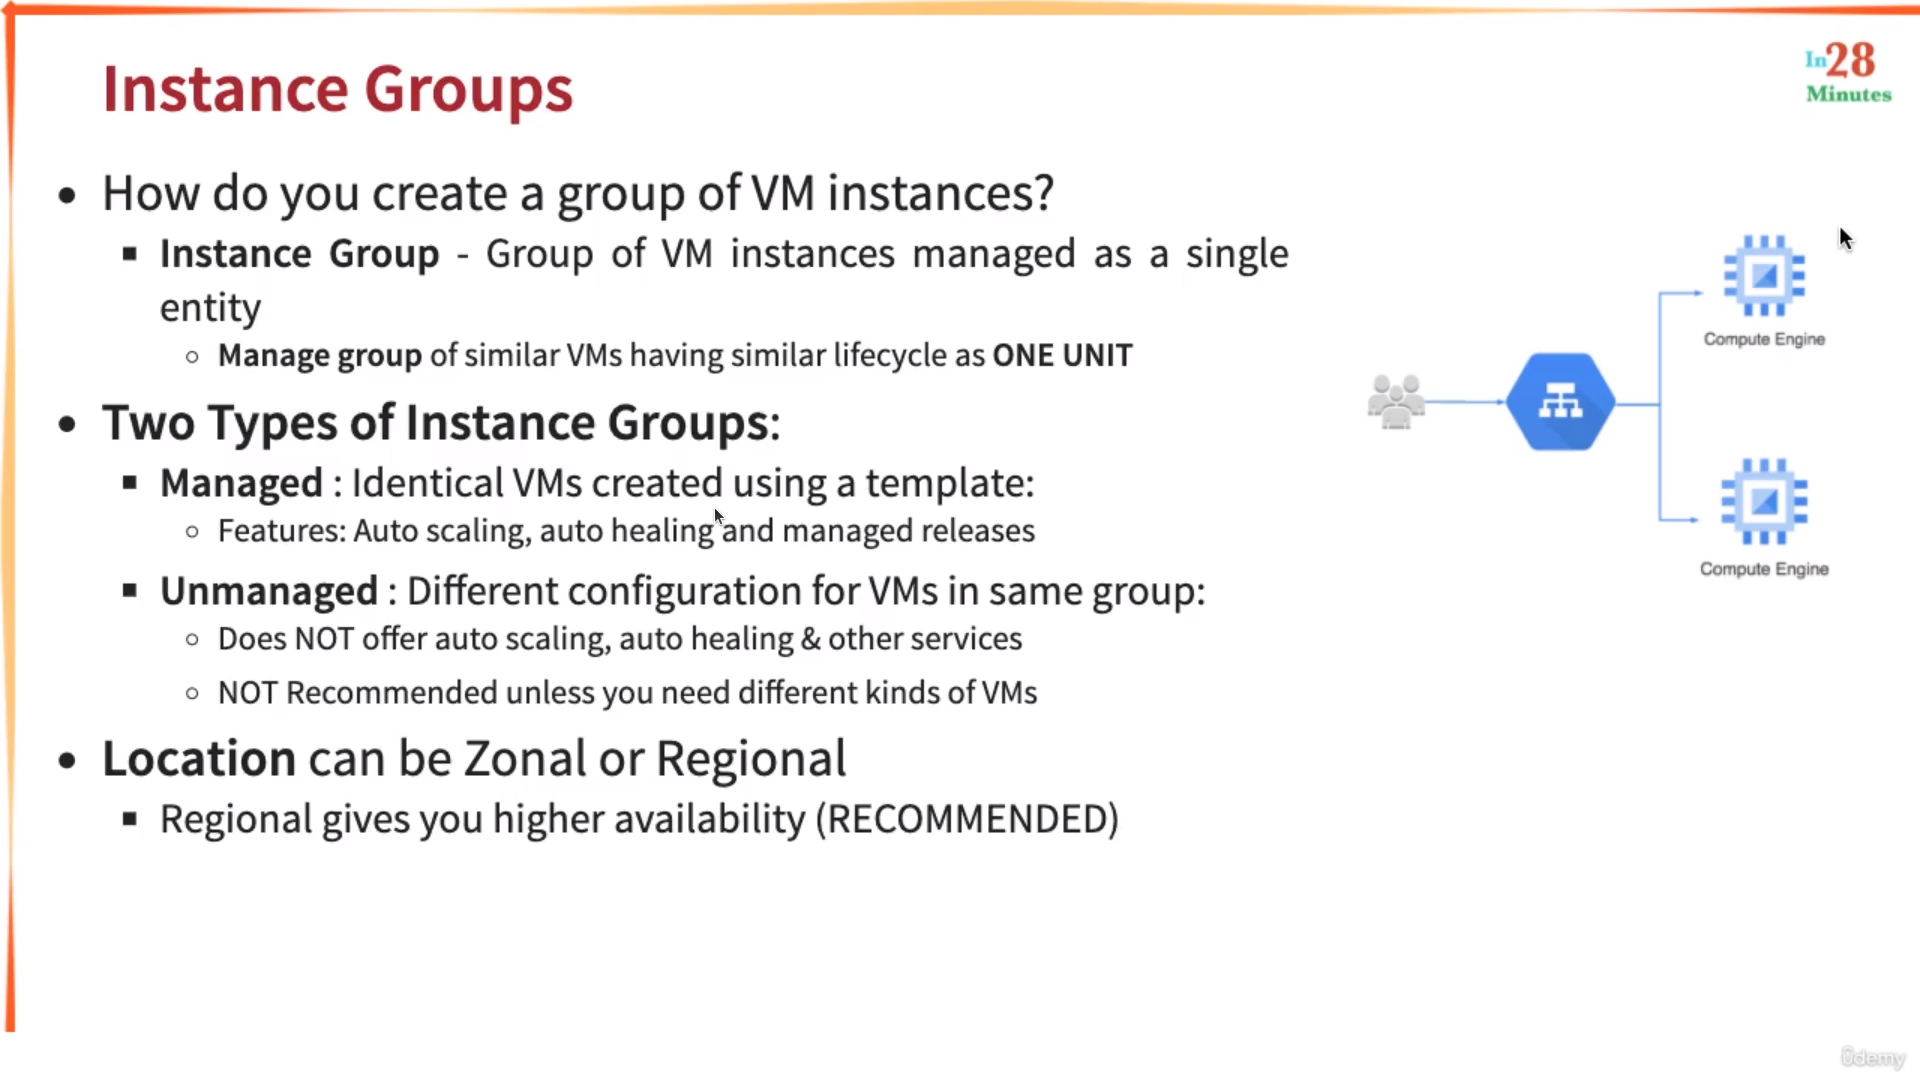 Instance Groups
In28
Minutes
How do you create a group of VM instances?
Instance Group - Group of VM instances managed as a single
entity
Manage group of similar VMs having similar lifecycle as ONE UNIT
Two Types of Instance Groups:
Managed : Identical VMs created using a template:
Features: Auto scaling, auto healing and managed releases
Unmanaged : Different configuration for VMs in same group:
Does NOT offer auto scaling, auto healing & other services
NOT Recommended unless you need different kinds of VMs
Location can be Zonal or Regional
Regional gives you higher availability (RECOMMENDED)
Compute Engine
Compute Engine
ûdemy